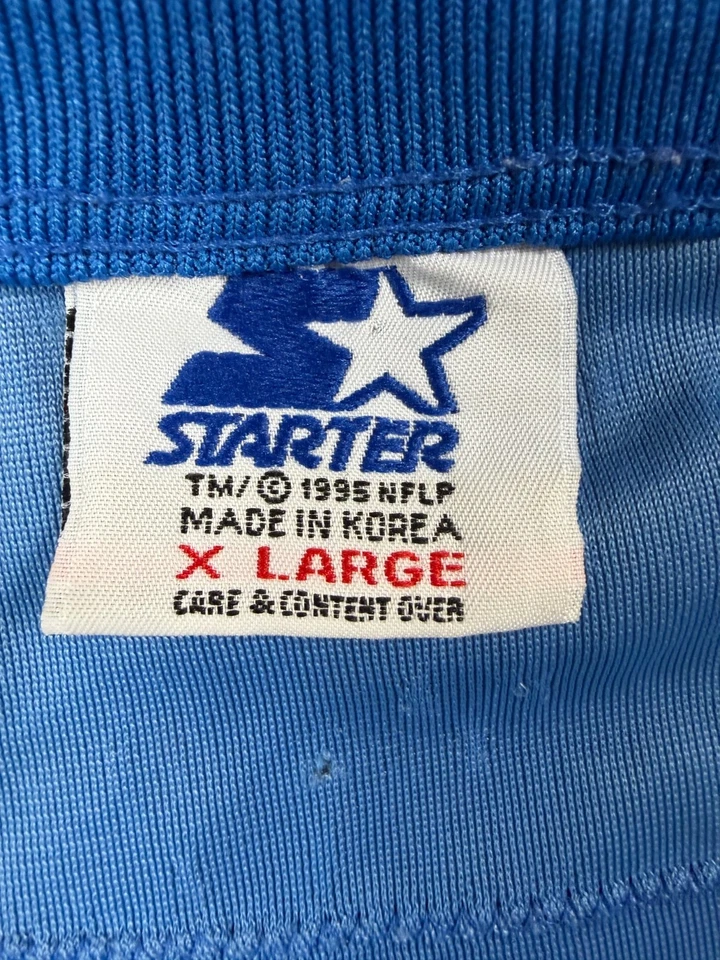 STARTER
TM/© 1995 NFLP
MADE IN KOREA
X LARGE
CARE & CONTENT OVER